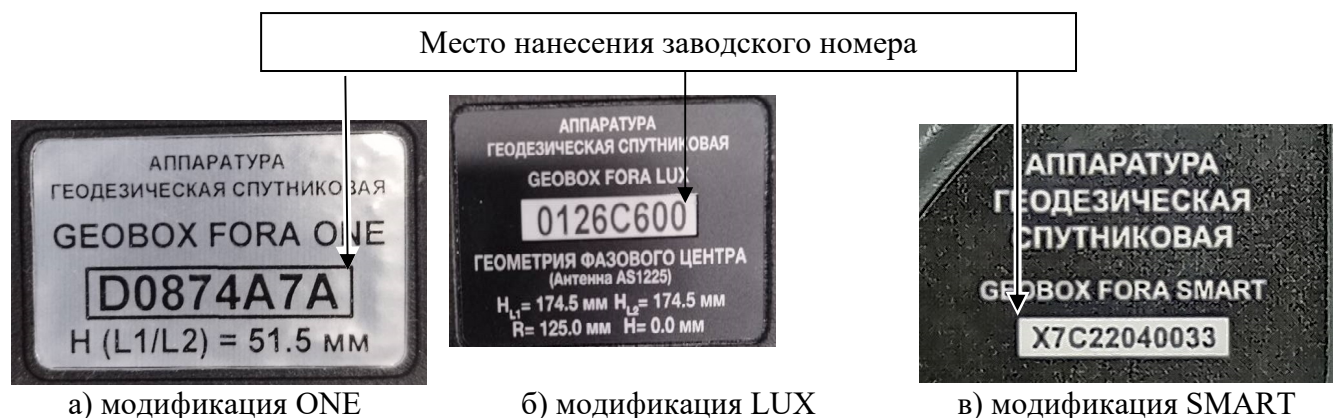 Место нанесения заводского номера
АППАРАТУРА
ГЕОДЕЗИЧЕСКАЯ СПУТНИКОВАЯ
GEOBOX FORA ONE
D0874A7A
H (L1/L2) = 51.5 мм
а) модификация ONE
АППАРАТУРА
ГЕОДЕЗИЧЕСКАЯ СПУТНИКОВАЯ
GEOBOX FORA LUX
0126C600
ГЕОМЕТРИЯ ФАЗОВОГО ЦЕНТРА
(Антенна AS1225)
H_L1= 174.5 мм H_L2= 174.5 мм
R= 125.0 мм H= 0.0 мм
б) модификация LUX
АППАРАТУРА
ГЕОДЕЗИЧЕСКАЯ
СПУТНИКОВАЯ
GEOBOX FORA SMART
X7C22040033
в) модификация SMART